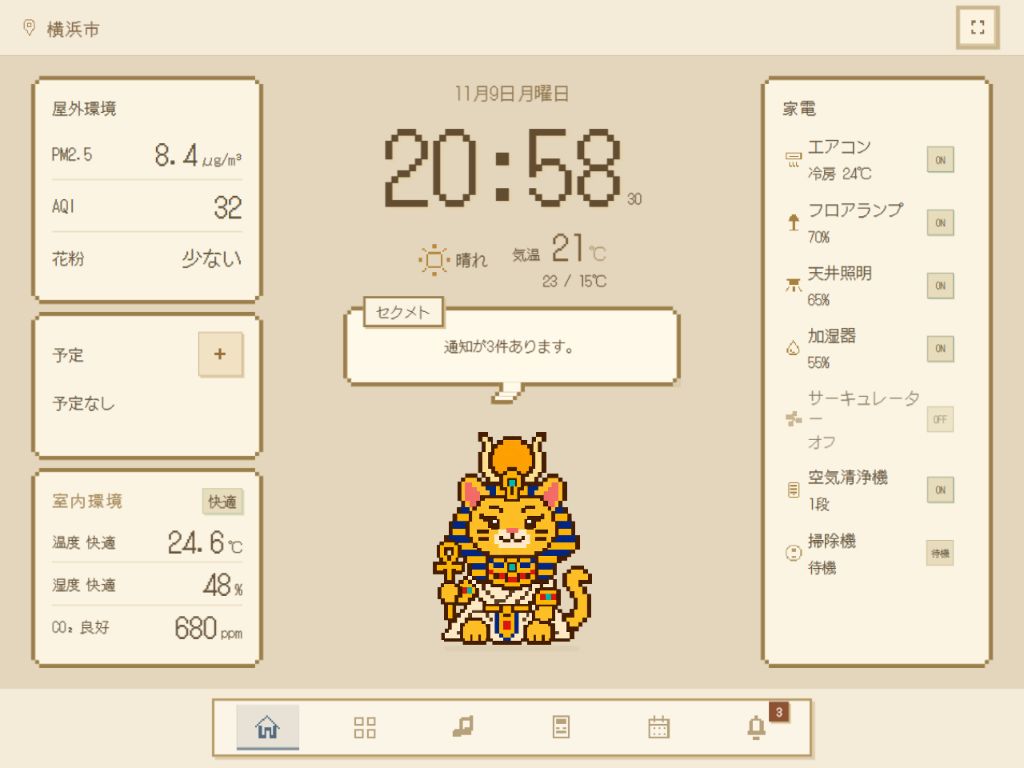 横浜市
屋外環境
PM2.5 8.4 μg/m³
AQI 32
花粉 少ない
予定 +
予定なし
室内環境 快適
温度 快適 24.6℃
湿度 快適 48%
CO₂ 良好 680ppm
11月9日月曜日
20:58 30
晴れ 気温 21℃
23 / 15℃
セクメト
通知が3件あります。
家電
エアコン
冷房 24℃
ON
フロアランプ
70%
ON
天井照明
65%
ON
加湿器
55%
ON
サーキュレータ
ー
オフ
OFF
空気清浄機
1段
ON
掃除機
待機
待機
3